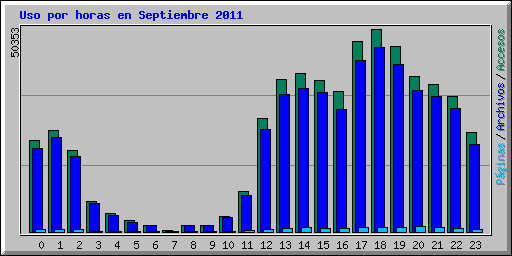 Uso por horas en Septiembre 2011
50353
Páginas / Archivos / Accesos
0 1 2 3 4 5 6 7 8 9 10 11 12 13 14 15 16 17 18 19 20 21 22 23